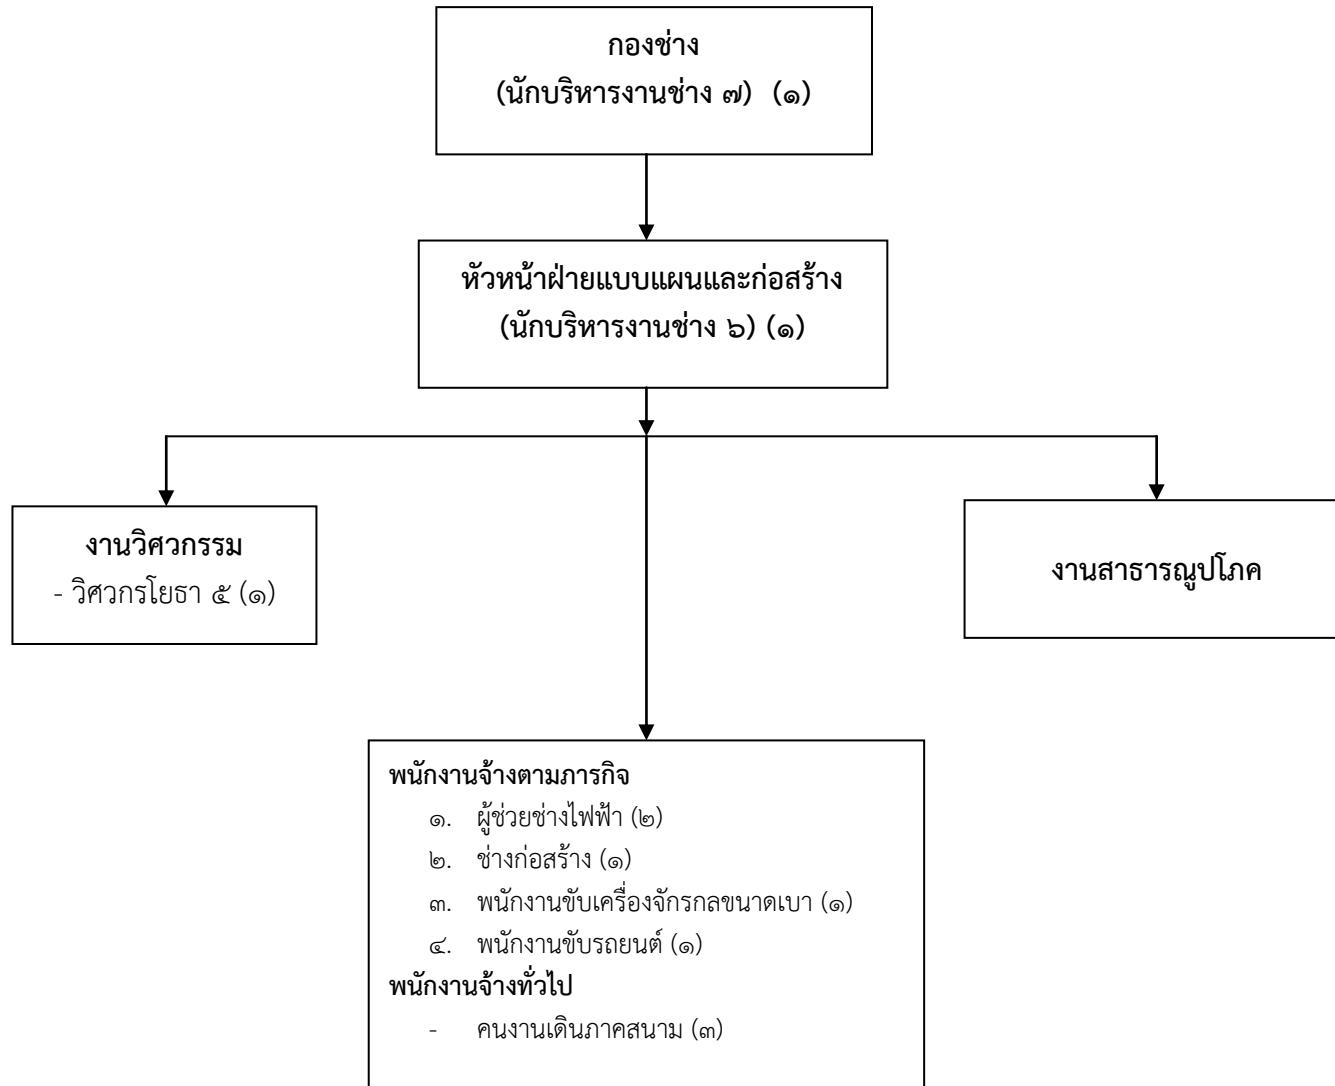 กองช่าง
(นักบริหารงานช่าง ๗) (๑)
หัวหน้าฝ่ายแบบแผนและก่อสร้าง
(นักบริหารงานช่าง ๖) (๑)
งานวิศวกรรม
- วิศวกรโยธา ๕ (๑)
งานสาธารณูปโภค
พนักงานจ้างตามภารกิจ
๑. ผู้ช่วยช่างไฟฟ้า (๒)
๒. ช่างก่อสร้าง (๑)
๓. พนักงานขับเครื่องจักรกลขนาดเบา (๑)
๔. พนักงานขับรถยนต์ (๑)
พนักงานจ้างทั่วไป
- คนงานเดินภาคสนาม (๓)